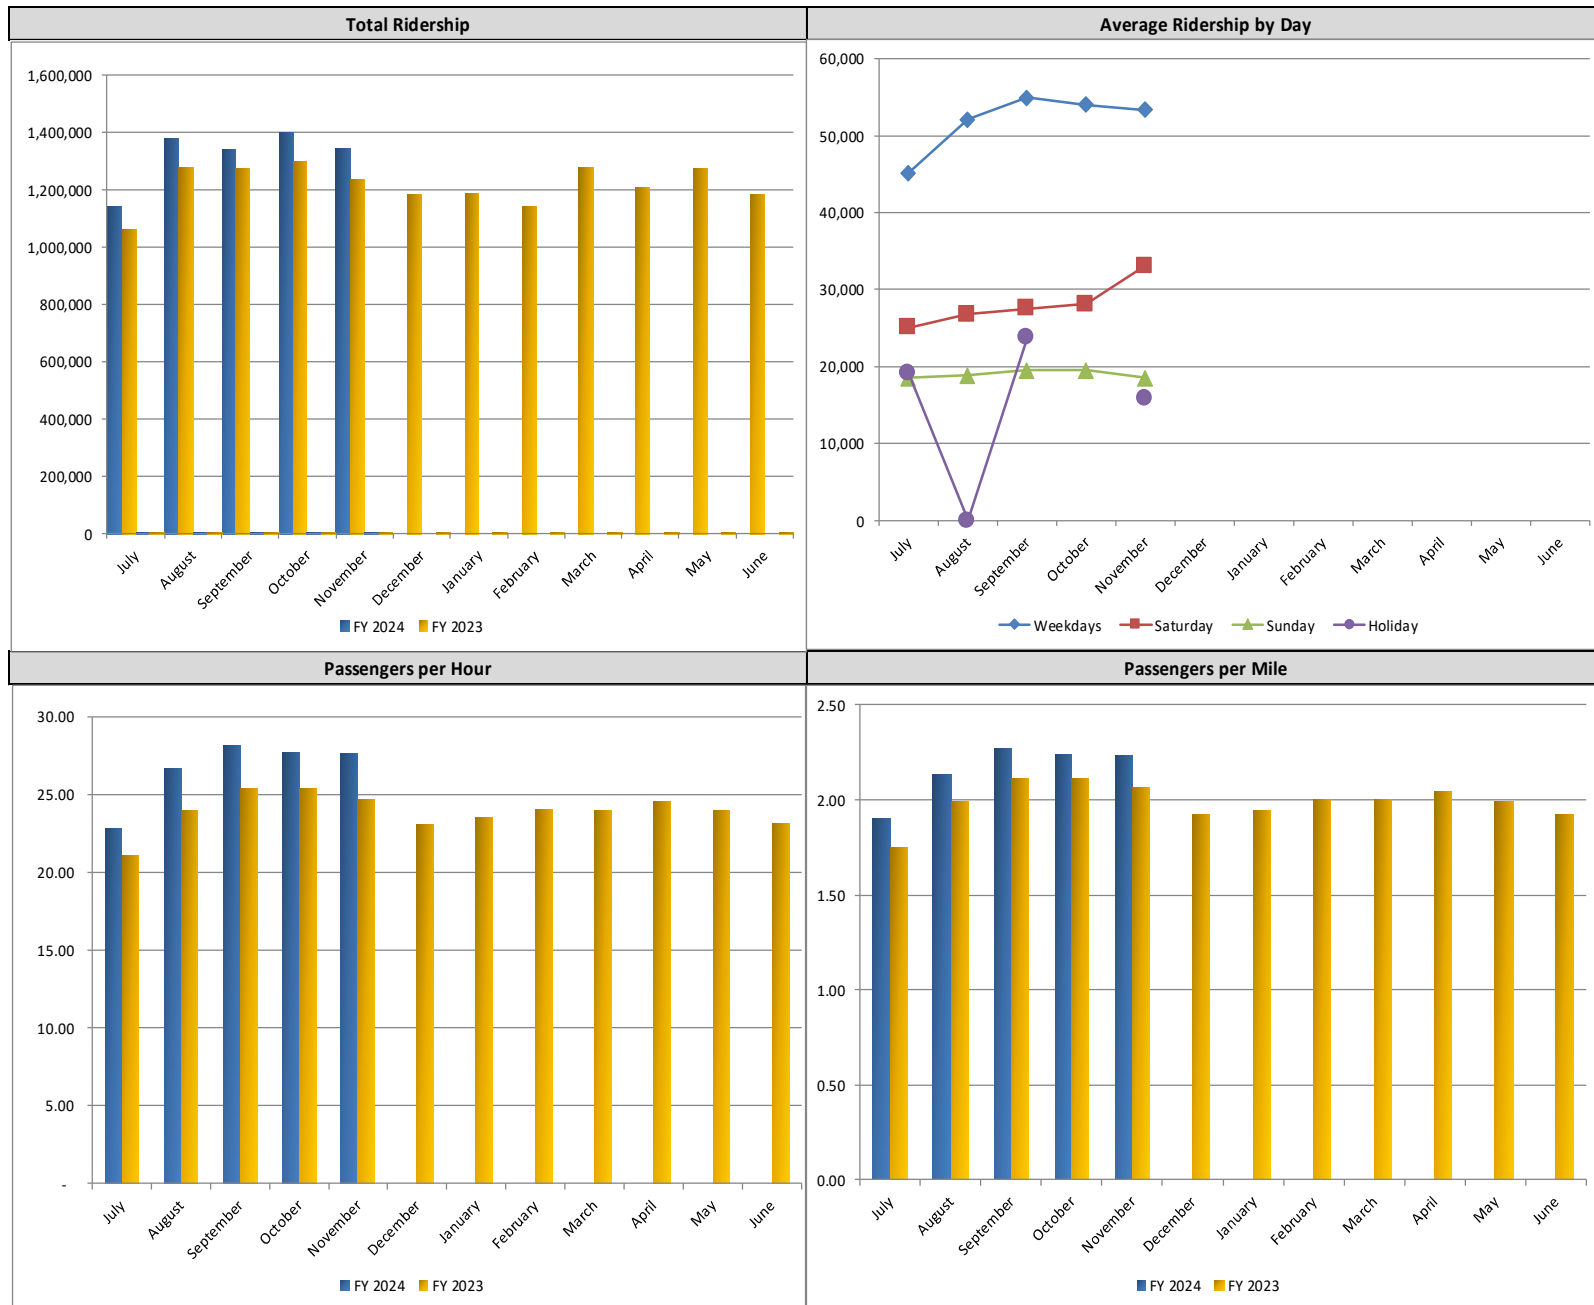 Total Ridership
1,600,000
1,400,000
1,200,000
1,000,000
800,000
600,000
400,000
200,000
0
July August September October November December January February March April May June
FY 2024 FY 2023
Average Ridership by Day
60,000
50,000
40,000
30,000
20,000
10,000
0
July August September October November December January February March April May June
Weekdays Saturday Sunday Holiday
Passengers per Hour
30.00
25.00
20.00
15.00
10.00
5.00
-
July August September October November December January February March April May June
FY 2024 FY 2023
Passengers per Mile
2.50
2.00
1.50
1.00
0.50
0.00
July August September October November December January February March April May June
FY 2024 FY 2023